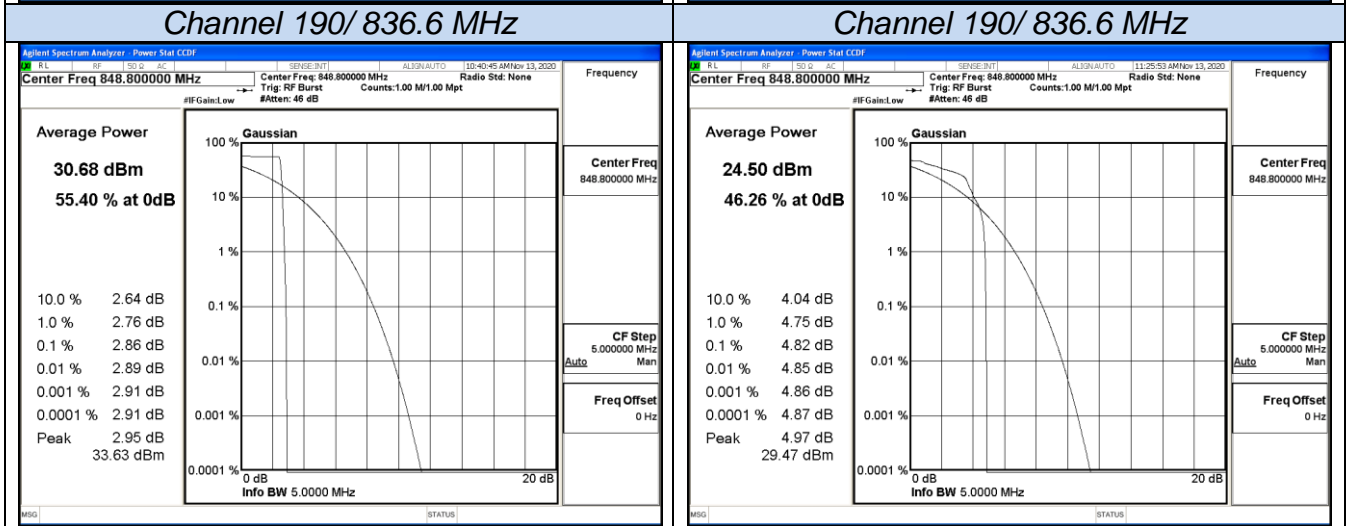 Channel 190/ 836.6 MHz
Agilent Spectrum Analyzer - Power Stat CCDF
RL RF 50 Ω AC SENSE:INT ALIGN AUTO 10:40:45 AM Nov 13, 2020
Center Freq 848.800000 MHz
Center Freq: 848.800000 MHz Radio Std: None
Trig: RF Burst Counts:1.00 M/1.00 Mpt
#IFGain:Low #Atten: 46 dB
Average Power
30.68 dBm
55.40 % at 0dB
10.0 % 2.64 dB
1.0 % 2.76 dB
0.1 % 2.86 dB
0.01 % 2.89 dB
0.001 % 2.91 dB
0.0001 % 2.91 dB
Peak 2.95 dB
33.63 dBm
Gaussian
100 %
10 %
1 %
0.1 %
0.01 %
0.001 %
0.0001 %
0 dB 20 dB
Info BW 5.0000 MHz
Frequency
Center Freq
848.800000 MHz
CF Step
5.000000 MHz
Auto Man
Freq Offset
0 Hz
MSG STATUS
Channel 190/ 836.6 MHz
Agilent Spectrum Analyzer - Power Stat CCDF
RL RF 50 Ω AC SENSE:INT ALIGN AUTO 11:25:53 AM Nov 13, 2020
Center Freq 848.800000 MHz
Center Freq: 848.800000 MHz Radio Std: None
Trig: RF Burst Counts:1.00 M/1.00 Mpt
#IFGain:Low #Atten: 46 dB
Average Power
24.50 dBm
46.26 % at 0dB
10.0 % 4.04 dB
1.0 % 4.75 dB
0.1 % 4.82 dB
0.01 % 4.85 dB
0.001 % 4.86 dB
0.0001 % 4.87 dB
Peak 4.97 dB
29.47 dBm
Gaussian
100 %
10 %
1 %
0.1 %
0.01 %
0.001 %
0.0001 %
0 dB 20 dB
Info BW 5.0000 MHz
Frequency
Center Freq
848.800000 MHz
CF Step
5.000000 MHz
Auto Man
Freq Offset
0 Hz
MSG STATUS